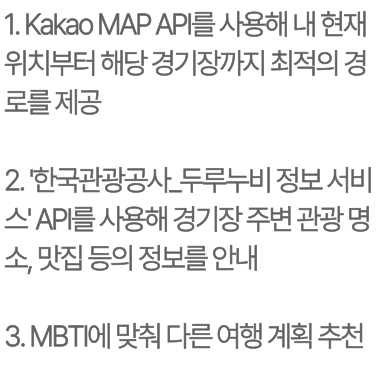 1. Kakao MAP API를 사용해 내 현재
위치부터 해당 경기장까지 최적의 경
로를 제공
2. '한국관광공사_두루누비 정보 서비
스' API를 사용해 경기장 주변 관광 명
소, 맛집 등의 정보를 안내
3. MBTI에 맞춰 다른 여행 계획 추천